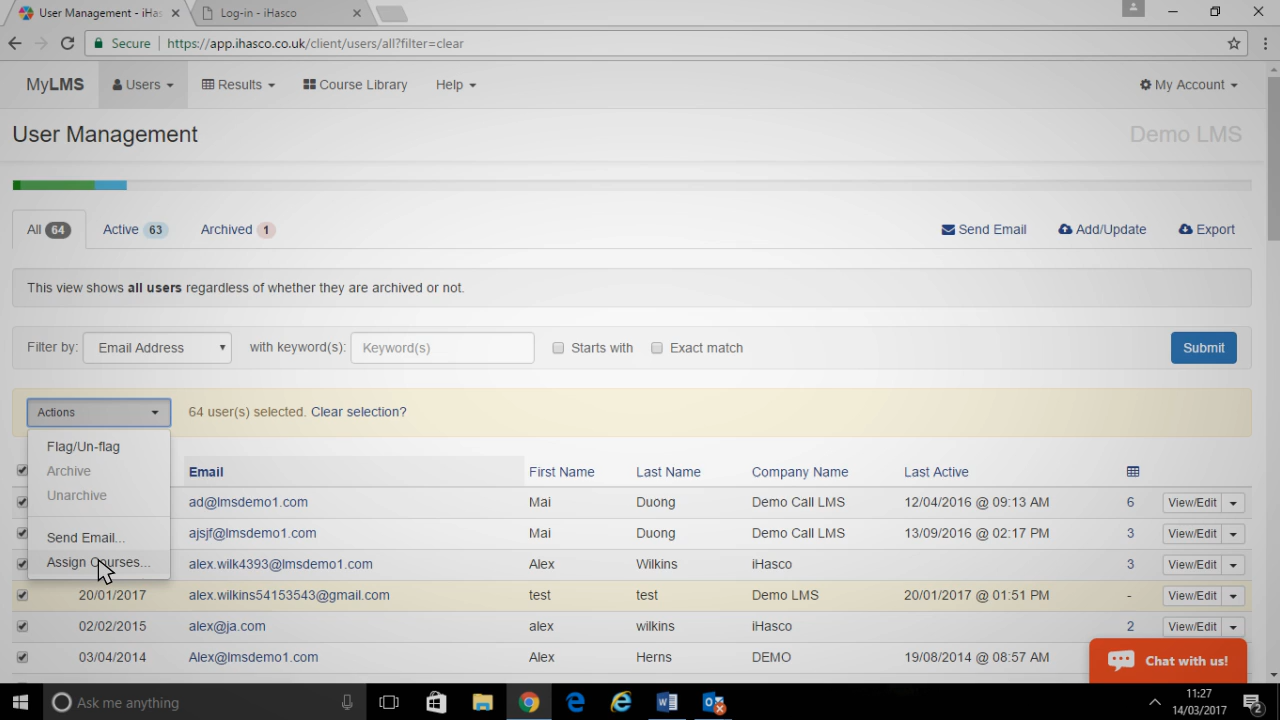 User Management - iHas
Log-in - iHasco
Secure https://app.ihasco.co.uk/client/users/all?filter=clear
MyLMS Users Results Course Library Help My Account
User Management Demo LMS
All 64 Active 63 Archived 1 Send Email Add/Update Export
This view shows all users regardless of whether they are archived or not.
Filter by: Email Address with keyword(s): Keyword(s) Starts with Exact match Submit
Actions 64 user(s) selected. Clear selection?
Flag/Un-flag
Archive
Unarchive
Send Email...
Assign Courses...
Email First Name Last Name Company Name Last Active
ad@lmsdemo1.com Mai Duong Demo Call LMS 12/04/2016 @ 09:13 AM 6 View/Edit
ajsjf@lmsdemo1.com Mai Duong Demo Call LMS 13/09/2016 @ 02:17 PM 3 View/Edit
alex.wilk4393@lmsdemo1.com Alex Wilkins iHasco 3 View/Edit
20/01/2017 alex.wilkins54153543@gmail.com test test Demo LMS 20/01/2017 @ 01:51 PM - View/Edit
02/02/2015 alex@ja.com alex wilkins iHasco 2 View/Edit
03/04/2014 Alex@lmsdemo1.com Alex Herns DEMO 19/08/2014 @ 08:57 AM
Chat with us!
Ask me anything
11:27
14/03/2017
2